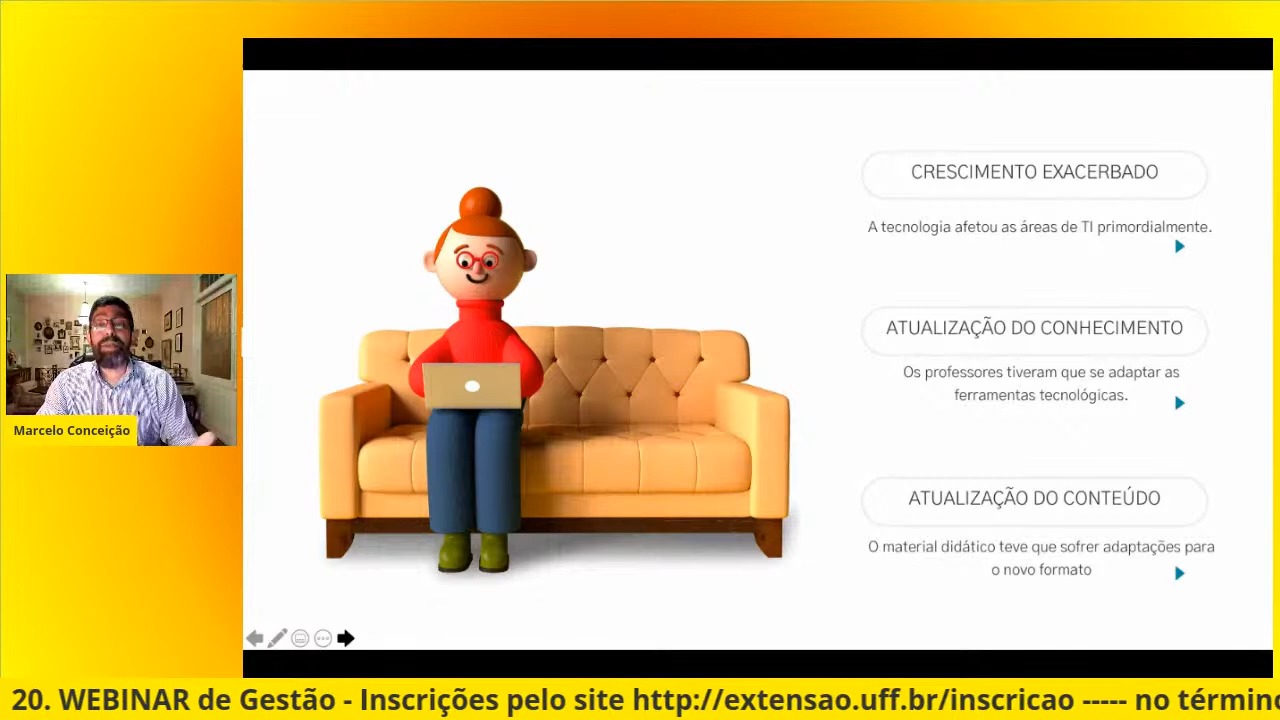 CRESCIMENTO EXACERBADO
A tecnologia afetou as áreas de TI primordialmente.
ATUALIZAÇÃO DO CONHECIMENTO
Os professores tiveram que se adaptar as
ferramentas tecnológicas.
ATUALIZAÇÃO DO CONTEÚDO
O material didático teve que sofrer adaptações para
o novo formato
Marcelo Conceição
20. WEBINAR de Gestão - Inscrições pelo site http://extensao.uff.br/inscricao ----- no término